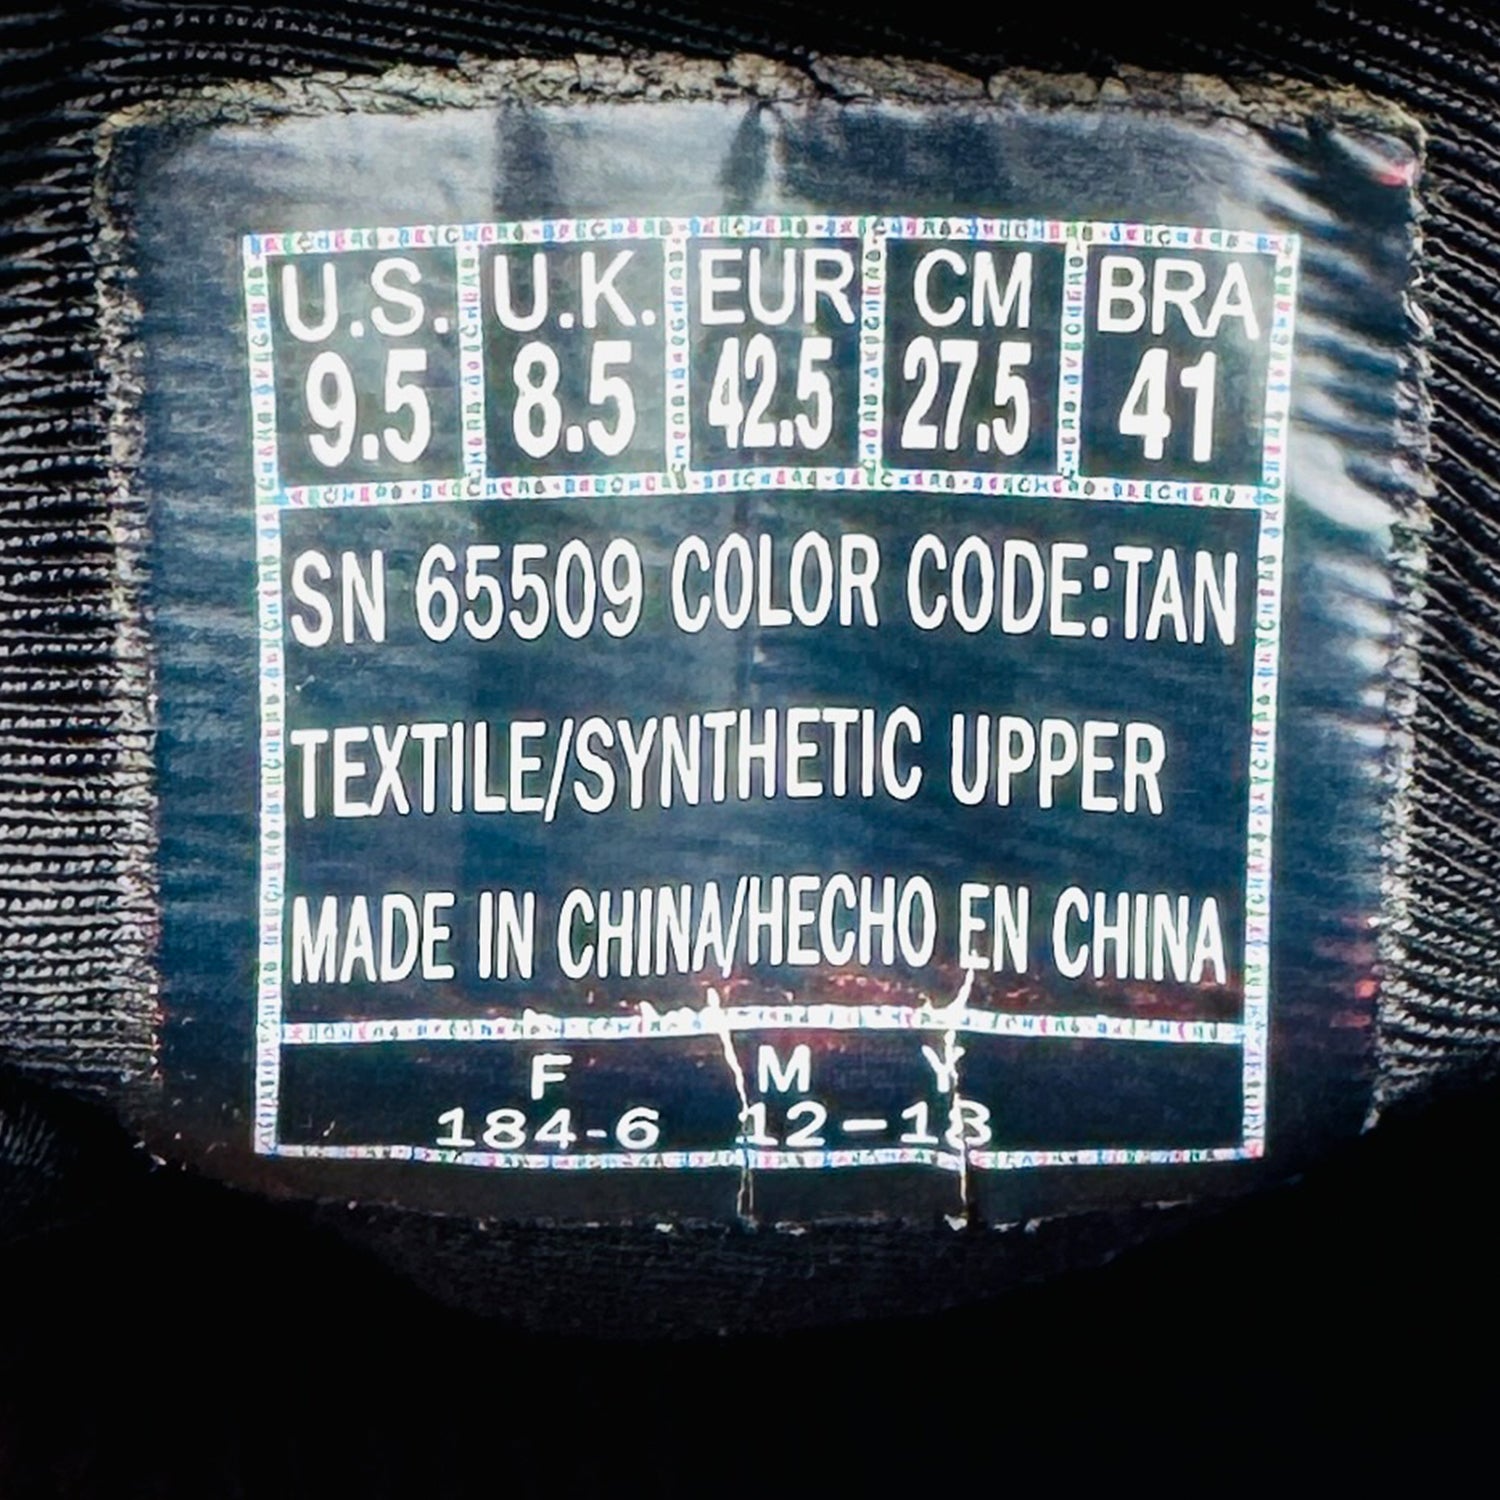 U.S. U.K. EUR CM BRA
9.5 8.5 42.5 27.5 41
SN 65509 COLOR CODE:TAN
TEXTILE/SYNTHETIC UPPER
MADE IN CHINA/HECHO EN CHINA
F M Y
184-6 12-18